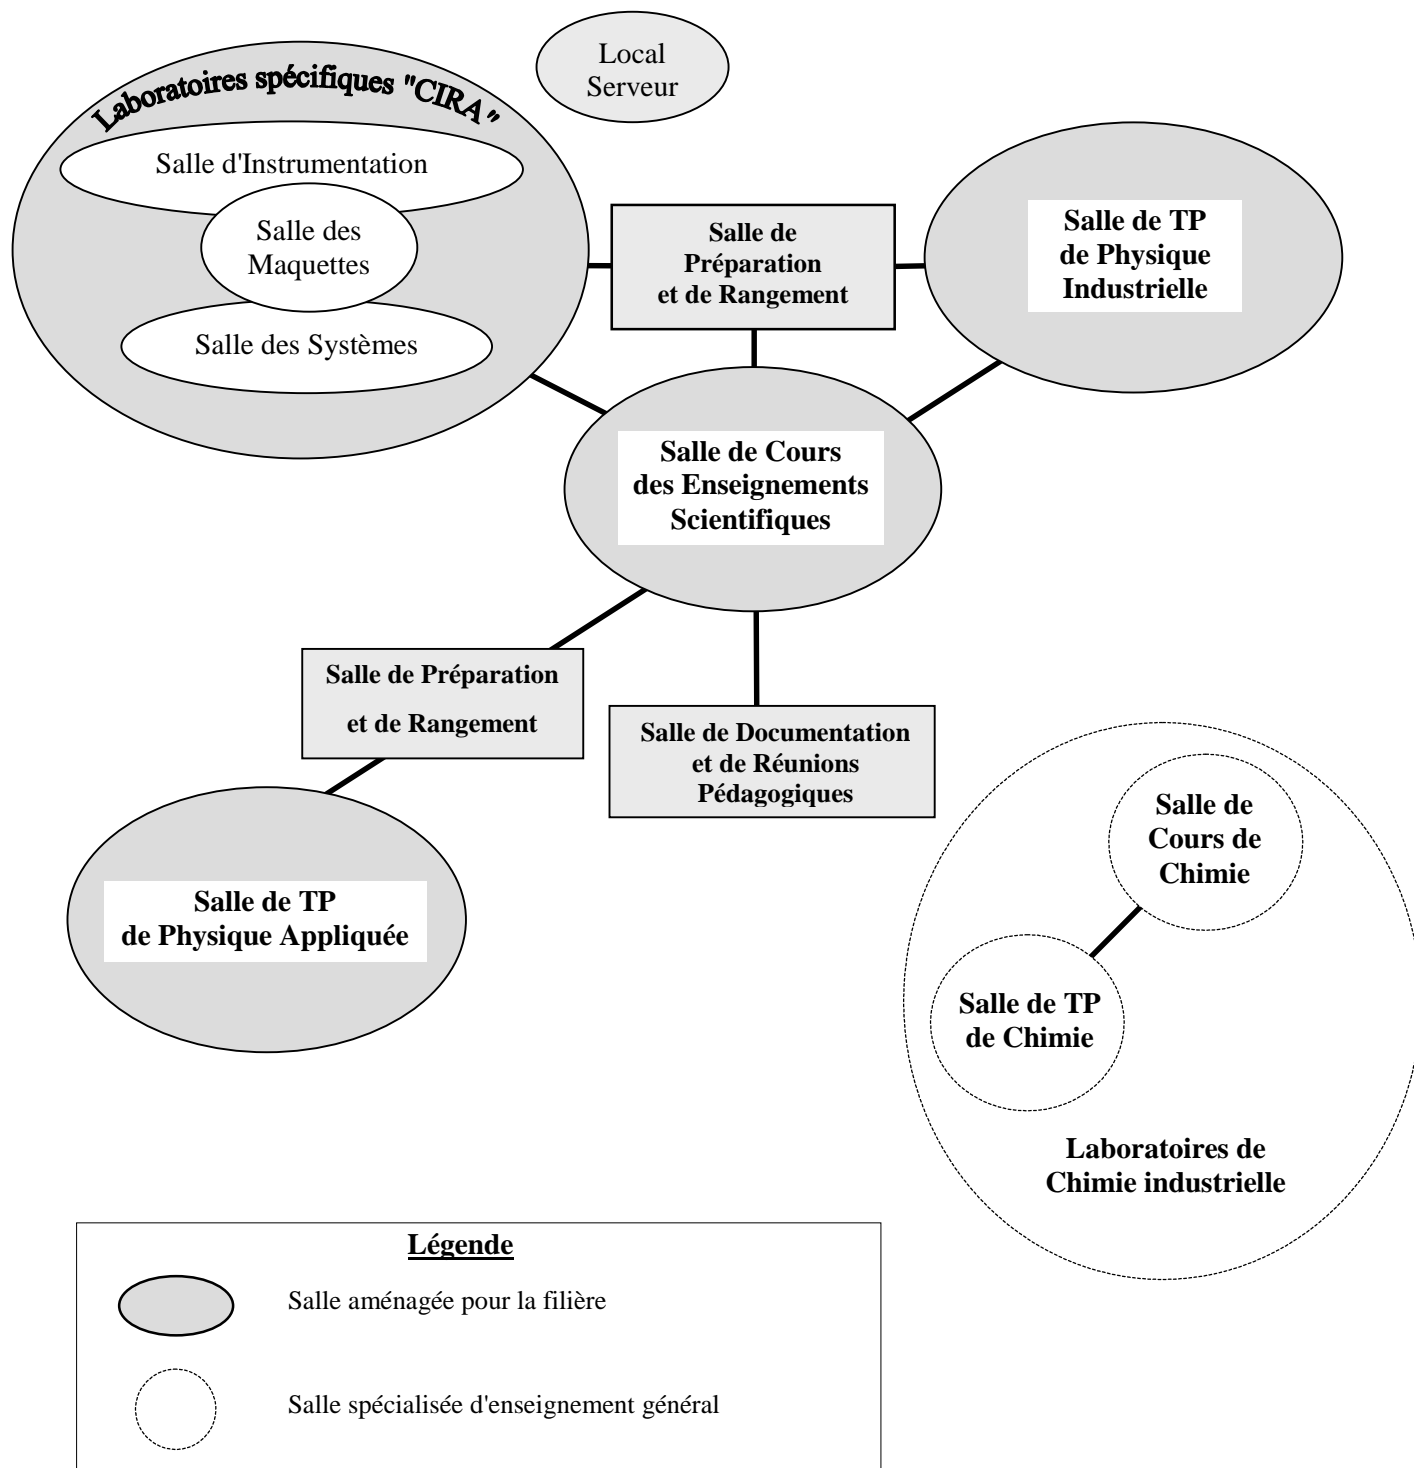 Local
Serveur
Laboratoires spécifiques "CIRA"
Salle d'Instrumentation
Salle des
Maquettes
Salle des Systèmes
Salle de
Préparation
et de Rangement
Salle de TP
de Physique
Industrielle
Salle de Cours
des Enseignements
Scientifiques
Salle de Préparation
et de Rangement
Salle de Documentation
et de Réunions
Pédagogiques
Salle de TP
de Physique Appliquée
Salle de
Cours de
Chimie
Salle de TP
de Chimie
Laboratoires de
Chimie industrielle
Légende
Salle aménagée pour la filière
Salle spécialisée d'enseignement général